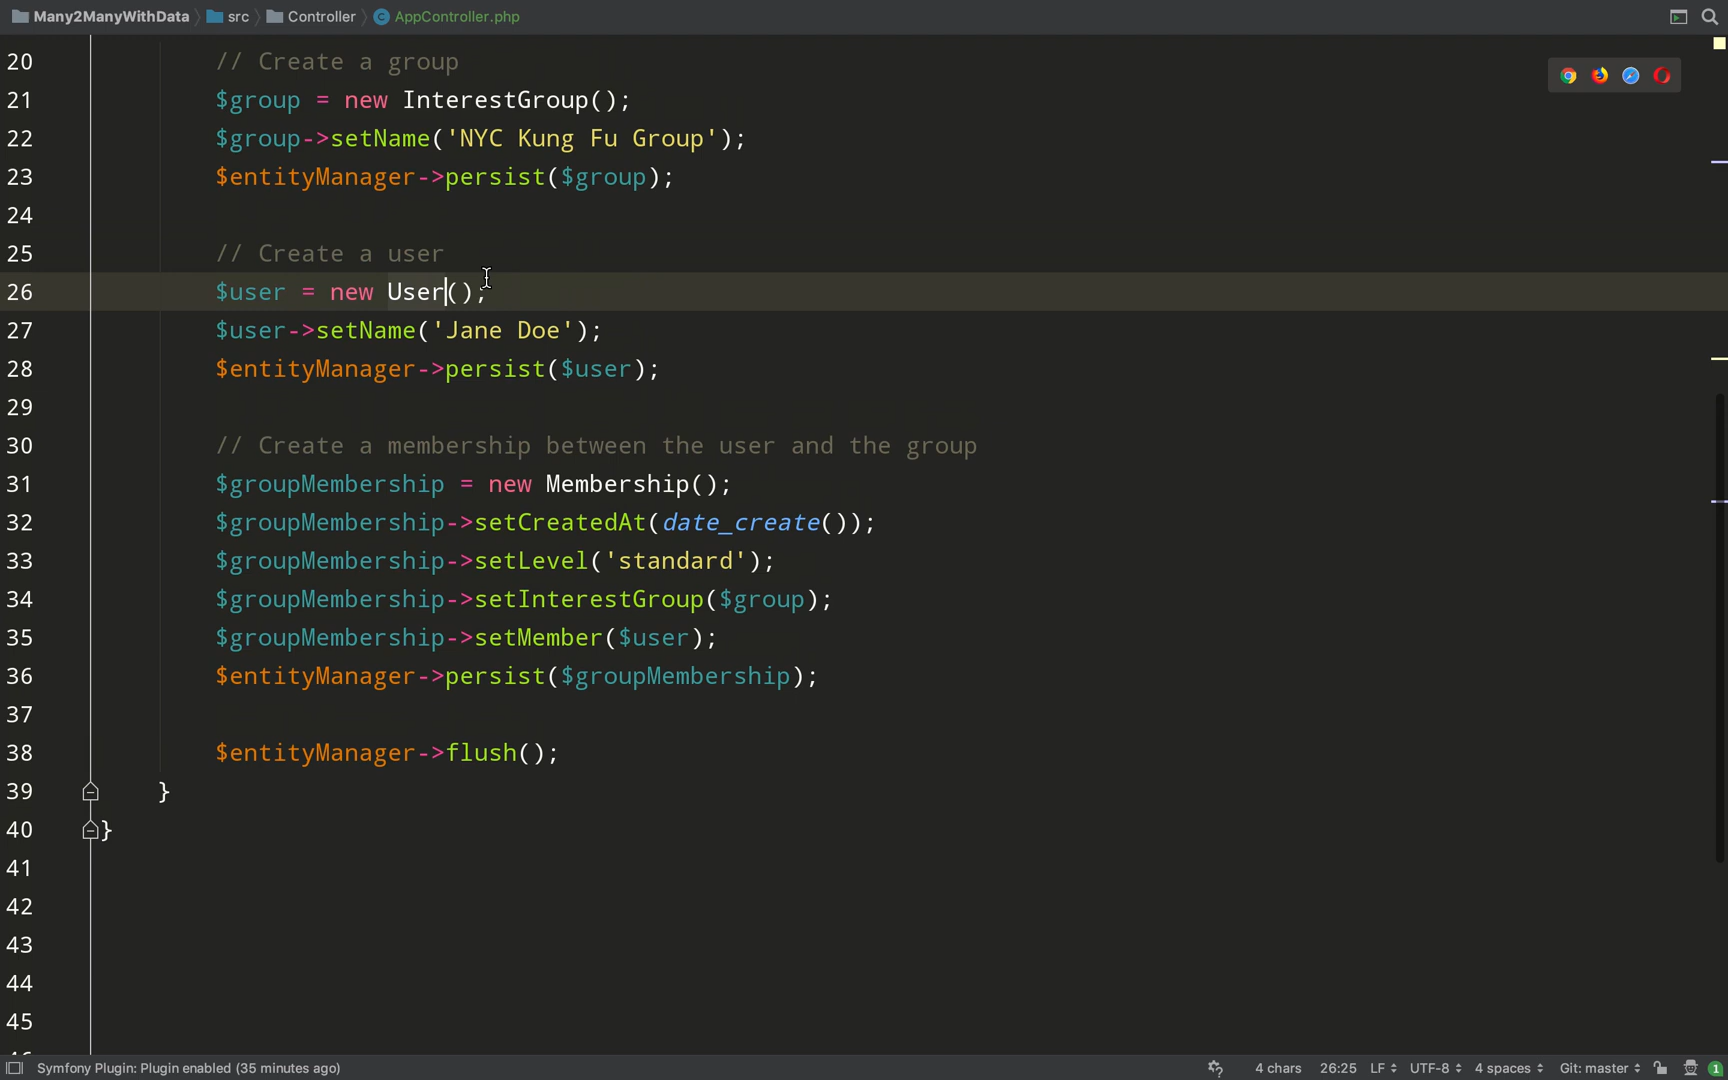 Many2ManyWithData src Controller AppController.php
20 // Create a group
21 $group = new InterestGroup();
22 $group->setName('NYC Kung Fu Group');
23 $entityManager->persist($group);
24
25 // Create a user
26 $user = new User();
27 $user->setName('Jane Doe');
28 $entityManager->persist($user);
29
30 // Create a membership between the user and the group
31 $groupMembership = new Membership();
32 $groupMembership->setCreatedAt(date_create());
33 $groupMembership->setLevel('standard');
34 $groupMembership->setInterestGroup($group);
35 $groupMembership->setMember($user);
36 $entityManager->persist($groupMembership);
37
38 $entityManager->flush();
39 }
40 }
41
42
43
44
45
Symfony Plugin: Plugin enabled (35 minutes ago) 4 chars 26:25 LF UTF-8 4 spaces Git: master 1